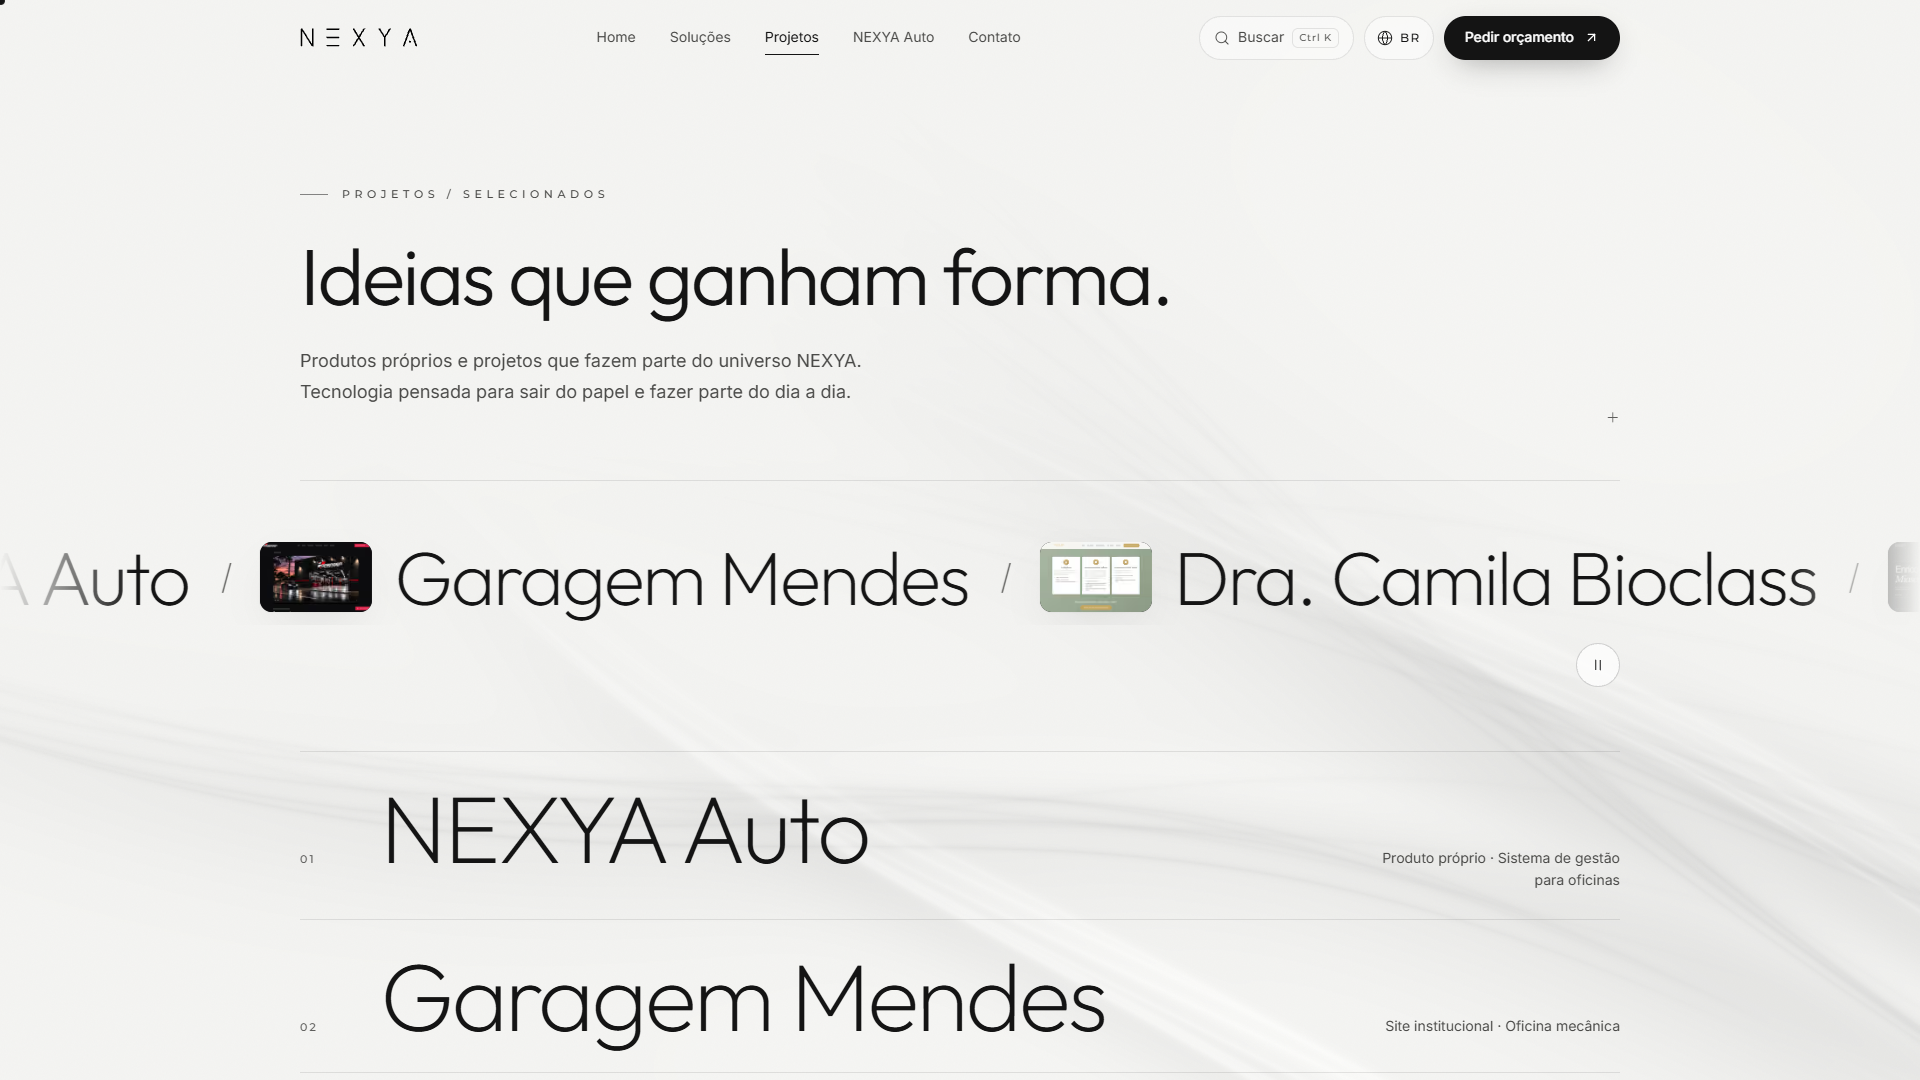 NEXYA
Home
Soluções
Projetos
NEXYA Auto
Contato
Buscar
Ctrl K
BR
Pedir orçamento
PROJETOS / SELECIONADOS
Ideias que ganham forma.
Produtos próprios e projetos que fazem parte do universo NEXYA.
Tecnologia pensada para sair do papel e fazer parte do dia a dia.
+
A Auto / Garagem Mendes / Dra. Camila Bioclass /
NEXYA Auto
01
Produto próprio · Sistema de gestão
para oficinas
Garagem Mendes
02
Site institucional · Oficina mecânica